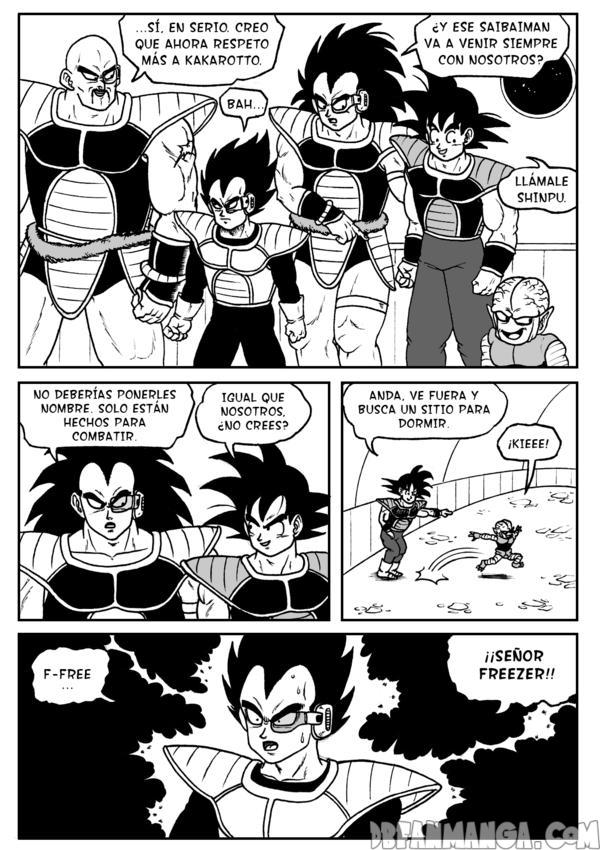 ...SÍ, EN SERIO. CREO
QUE AHORA RESPETO
MÁS A KAKAROTTO.
BAH...
¿Y ESE SAIBAIMAN
VA A VENIR SIEMPRE
CON NOSOTROS?
LLÁMALE
SHINPU.
NO DEBERÍAS PONERLES
NOMBRE. SOLO ESTÁN
HECHOS PARA
COMBATIR.
IGUAL QUE
NOSOTROS,
¿NO CREES?
ANDA, VE FUERA Y
BUSCA UN SITIO PARA
DORMIR.
¡KIEEE!
F-FREE
...
¡¡SEÑOR
FREEZER!!
DBFANMANGA.COM